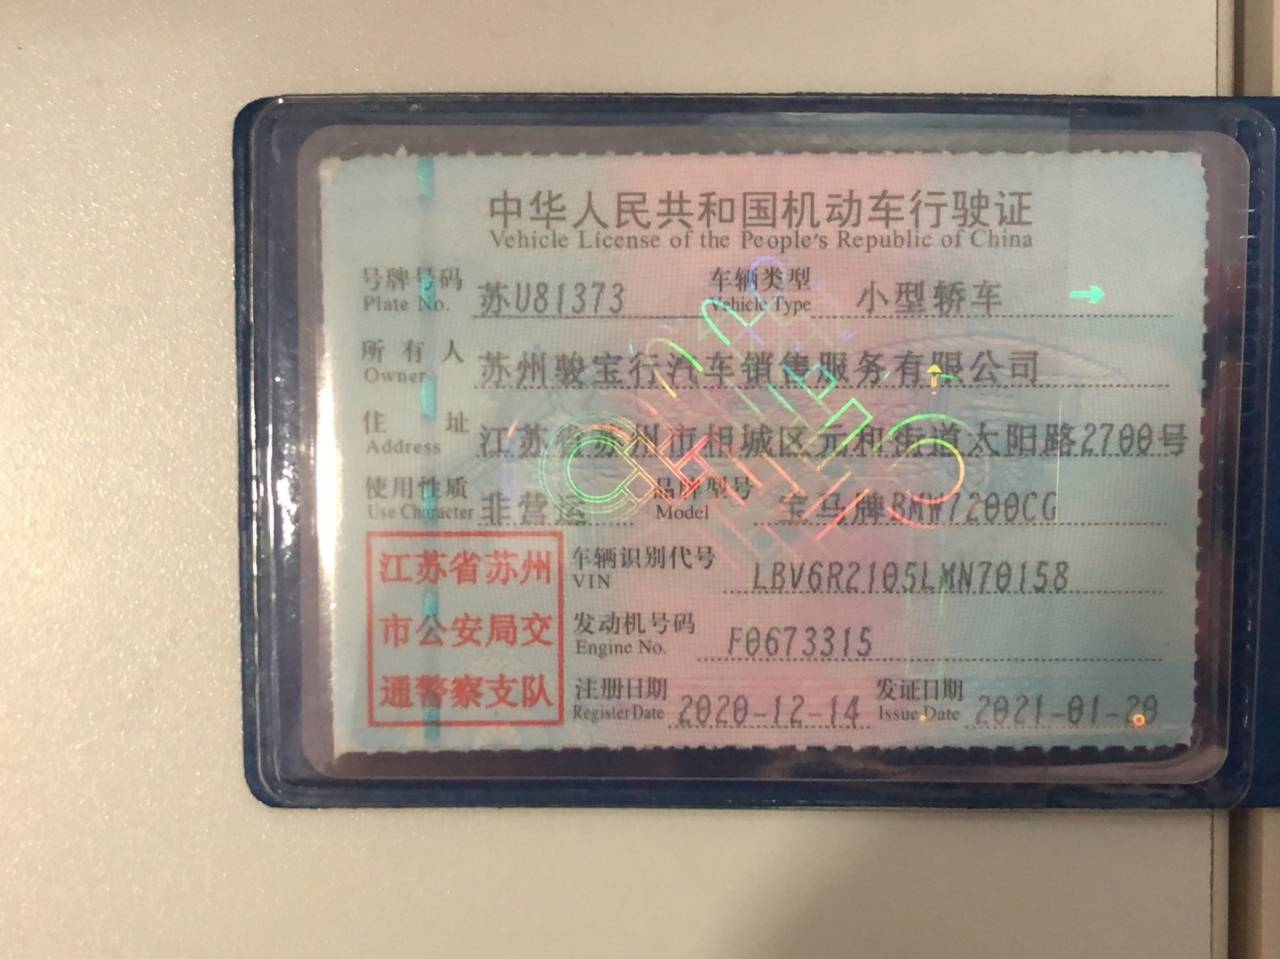 中华人民共和国机动车行驶证
Vehicle License of the People's Republic of China
号牌号码 苏U81373 车辆类型 小型轿车
Plate No. Vehicle Type
所有人 苏州骏宝行汽车销售服务有限公司
Owner
住址 江苏省苏州市相城区元和街道太阳路2700号
Address
使用性质 非营运 品牌型号 宝马牌BMW7200CG
Use Character Model
江苏省苏州
市公安局交
通警察支队
车辆识别代号 LBV6R2105LMN70158
VIN
发动机号码 F0673315
Engine No.
注册日期 2020-12-14 发证日期 2021-01-20
Register Date Issue Date